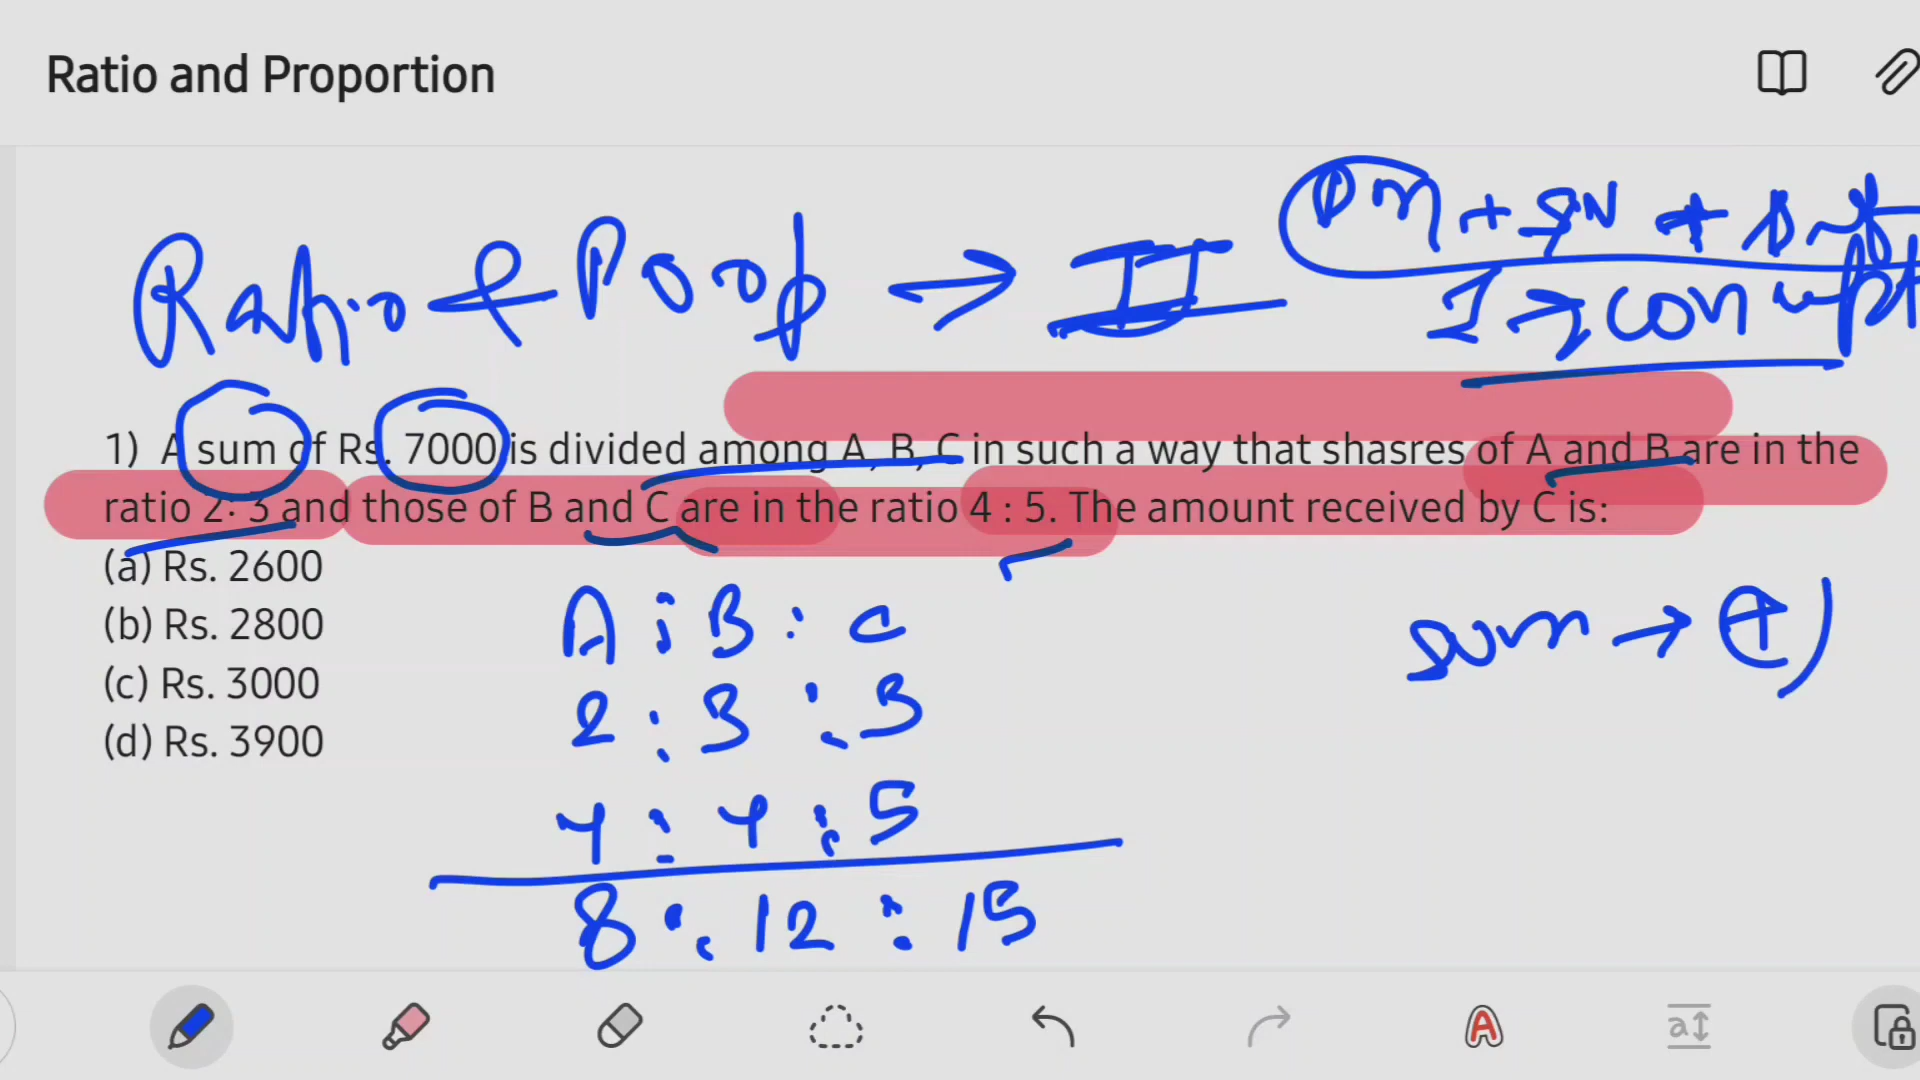 Ratio and Proportion
Ratio & Prop → II
1 → concept
1) A sum of Rs. 7000 is divided among A, B, C in such a way that shasres of A and B are in the
ratio 2: 3 and those of B and C are in the ratio 4 : 5. The amount received by C is:
(a) Rs. 2600
(b) Rs. 2800
(c) Rs. 3000
(d) Rs. 3900
A : B : C
2 : 3 : 3
4 : 4 : 5
8 : 12 : 15
sum → +)